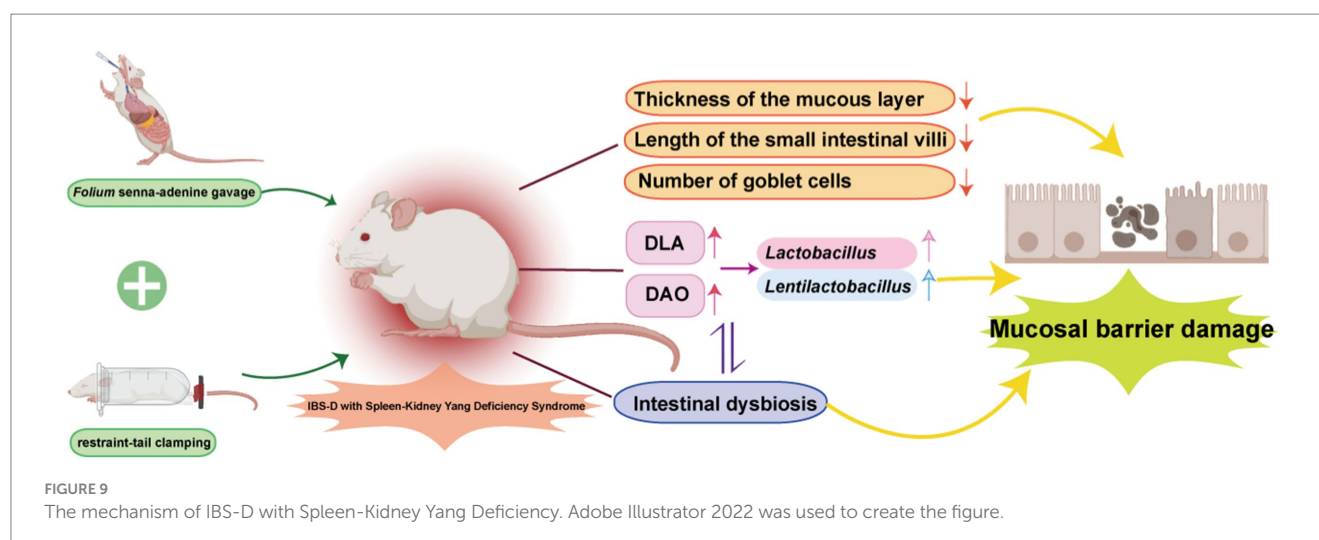 Folium senna-adenine gavage
restraint-tail clamping
IBS-D with Spleen-Kidney Yang Deficiency Syndrome
Thickness of the mucous layer
Length of the small intestinal villi
Number of goblet cells
DLA
DAO
Lactobacillus
Lentilactobacillus
Intestinal dysbiosis
Mucosal barrier damage
FIGURE 9
The mechanism of IBS-D with Spleen-Kidney Yang Deficiency. Adobe Illustrator 2022 was used to create the figure.